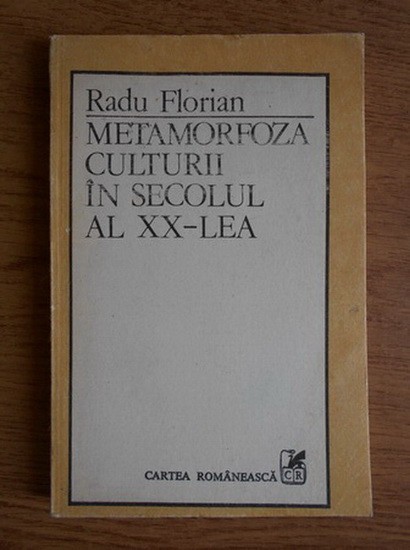 Radu Florian
METAMORFOZA
CULTURII
ÎN SECOLUL
AL XX-LEA
CARTEA ROMÂNEASCĂ
CR